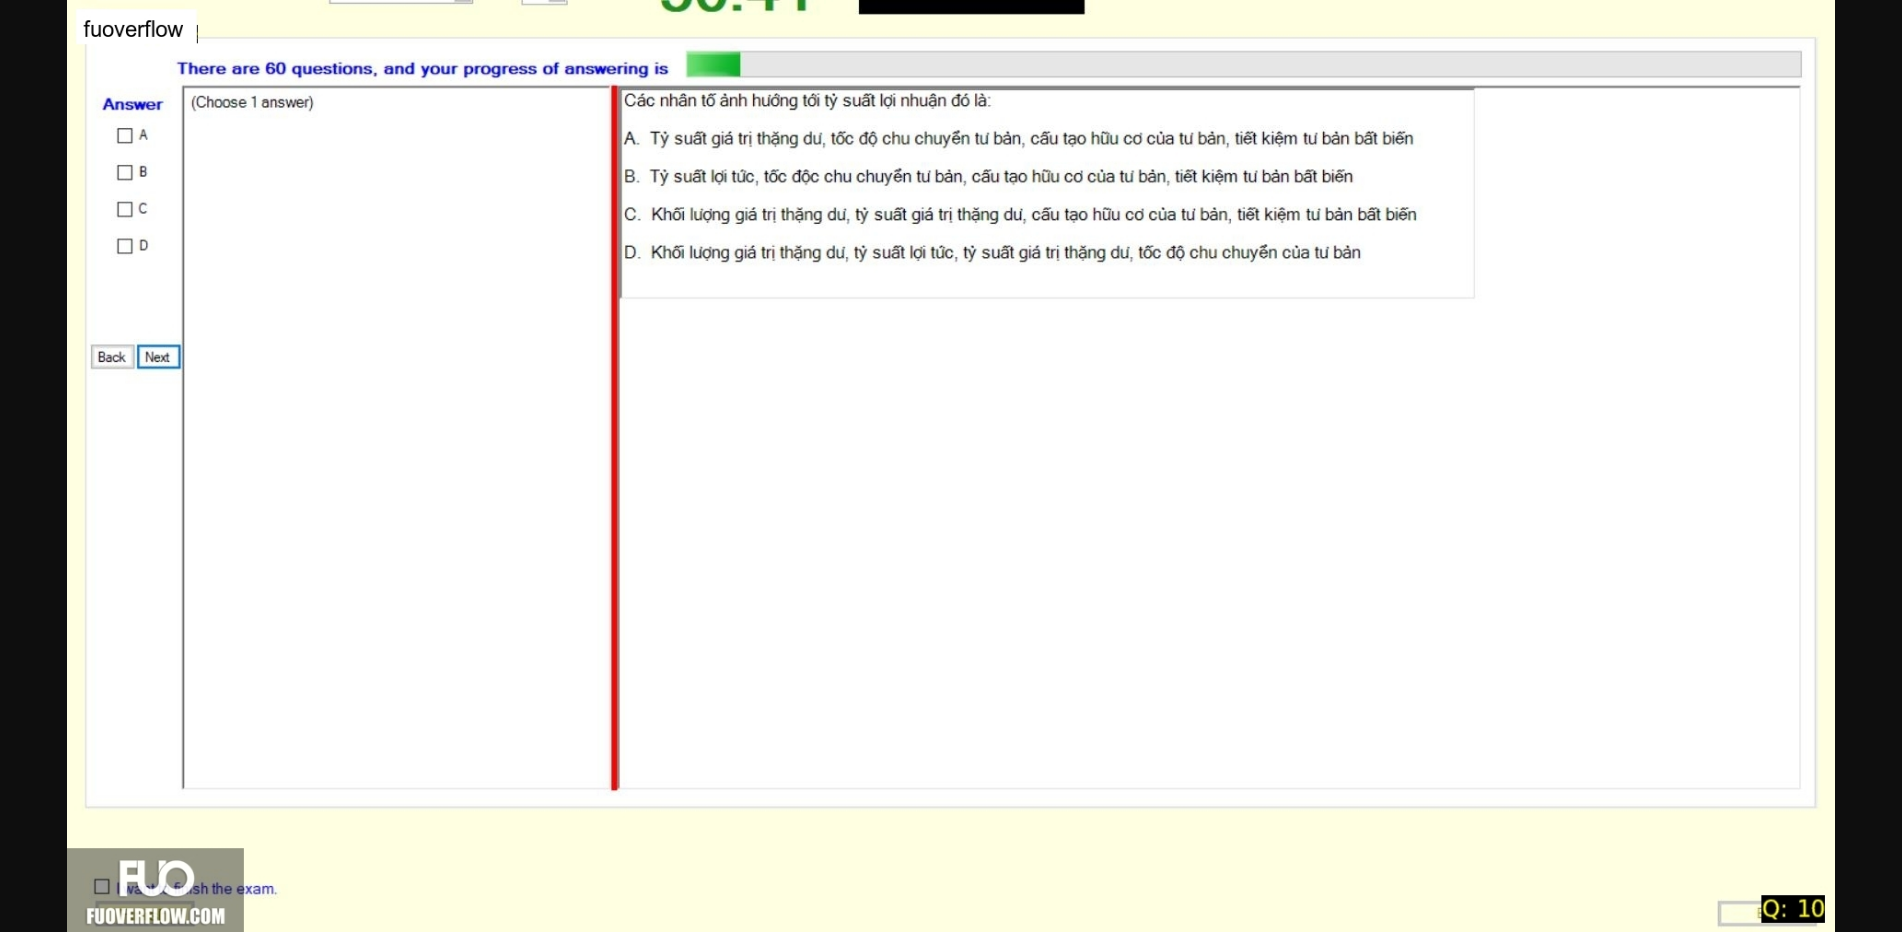 fuoverflow
There are 60 questions, and your progress of answering is
Answer
(Choose 1 answer)
A
B
C
D
Back
Next
Các nhân tố ảnh hưởng tới tỷ suất lợi nhuận đó là:
A. Tỷ suất giá trị thặng dư, tốc độ chu chuyển tư bản, cấu tạo hữu cơ của tư bản, tiết kiệm tư bản bất biến
B. Tỷ suất lợi tức, tốc độc chu chuyển tư bản, cấu tạo hữu cơ của tư bản, tiết kiệm tư bản bất biến
C. Khối lượng giá trị thặng dư, tỷ suất giá trị thặng dư, cấu tạo hữu cơ của tư bản, tiết kiệm tư bản bất biến
D. Khối lượng giá trị thặng dư, tỷ suất lợi tức, tỷ suất giá trị thặng dư, tốc độ chu chuyển của tư bản
the exam.
FUO
FUOVERFLOW.COM
Q: 10